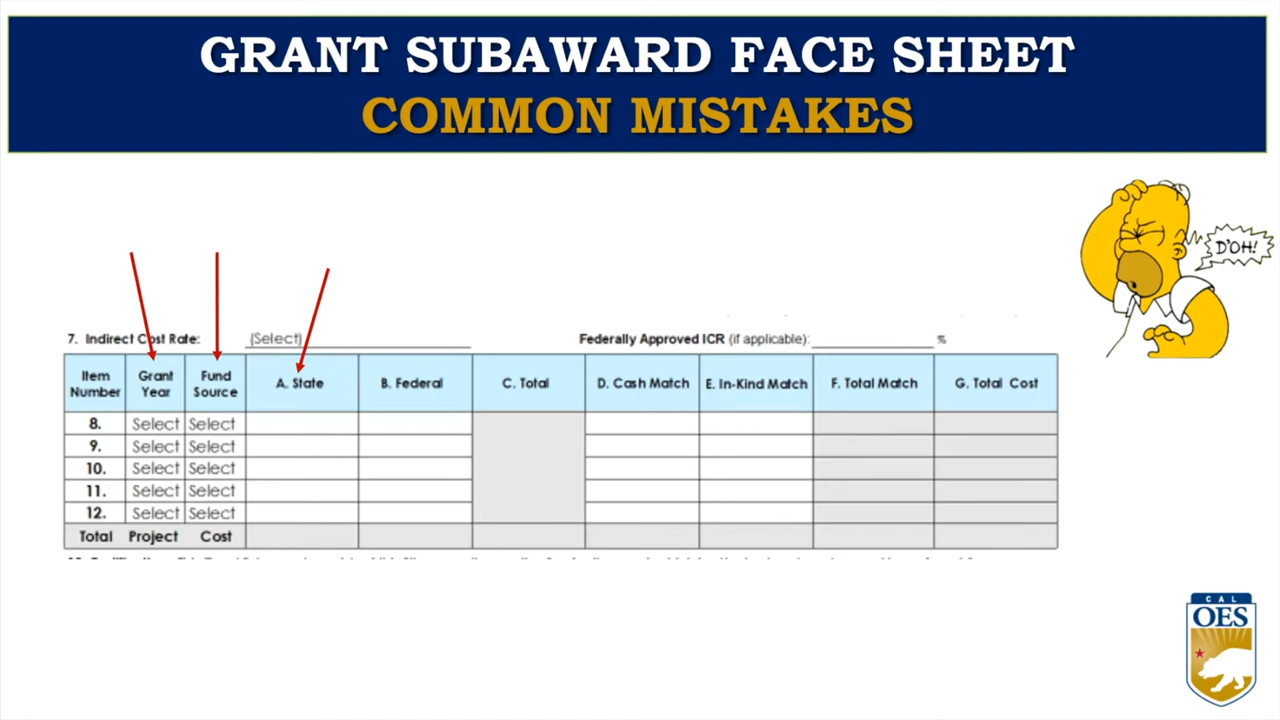 GRANT SUBAWARD FACE SHEET
COMMON MISTAKES
D'OH!
7. Indirect Cost Rate: (Select) Federally Approved ICR (if applicable): %
Item Number Grant Year Fund Source A. State B. Federal C. Total D. Cash Match E. In-Kind Match F. Total Match G. Total Cost
8. Select Select
9. Select Select
10. Select Select
11. Select Select
12. Select Select
Total Project Cost
CAL
OES